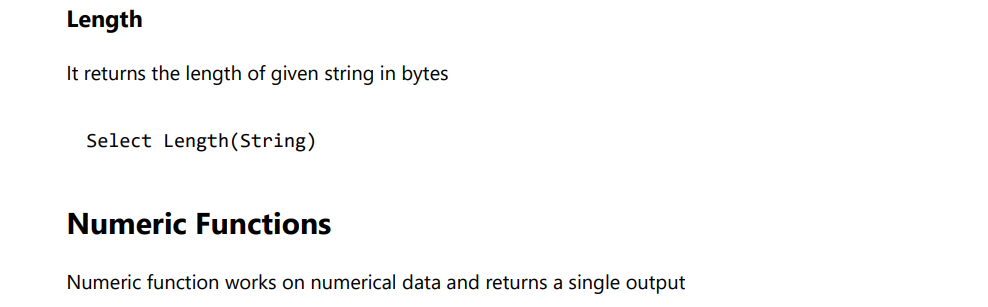 Length
It returns the length of given string in bytes
Select Length(String)
Numeric Functions
Numeric function works on numerical data and returns a single output